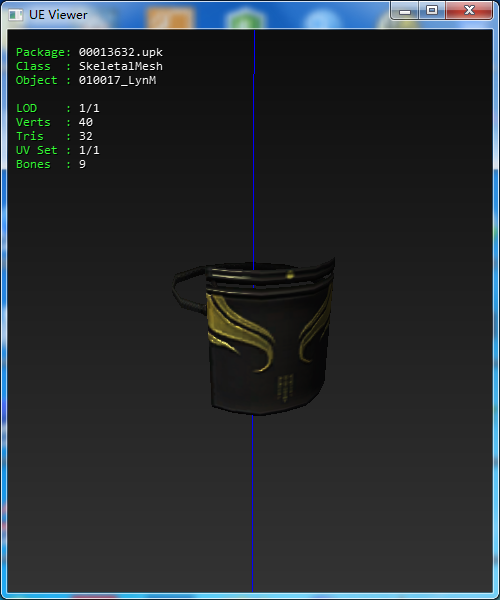 UE Viewer
Package: 00013632.upk
Class : SkeletalMesh
Object : 010017_LynM
LOD : 1/1
Verts : 40
Tris : 32
UV Set : 1/1
Bones : 9